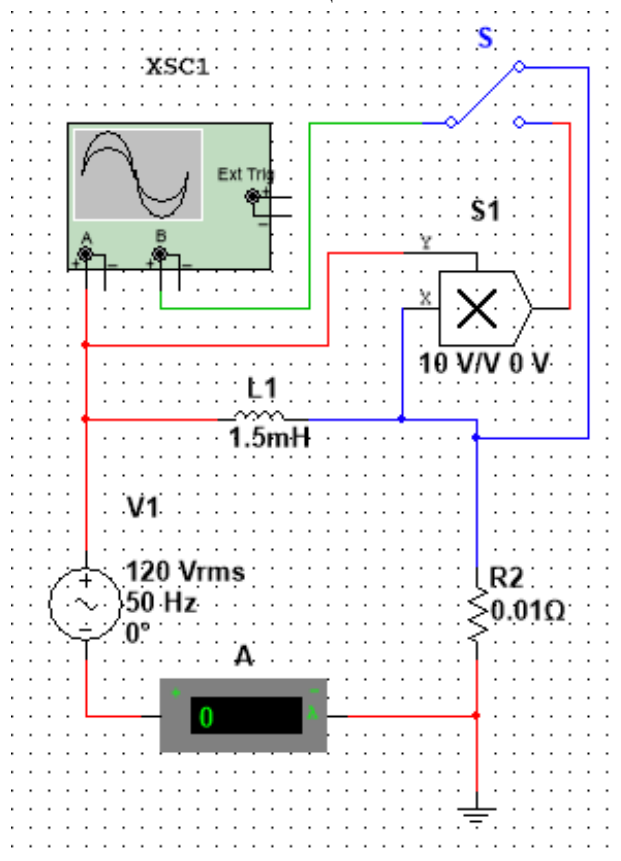 S
XSC1
Ext Trig
+
–
A
B
+ –
+ –
S1
Y
X
10 V/V 0 V
L1
1.5mH
V1
+
–
120 Vrms
50 Hz
0°
R2
0.01Ω
A
+ –
0
A